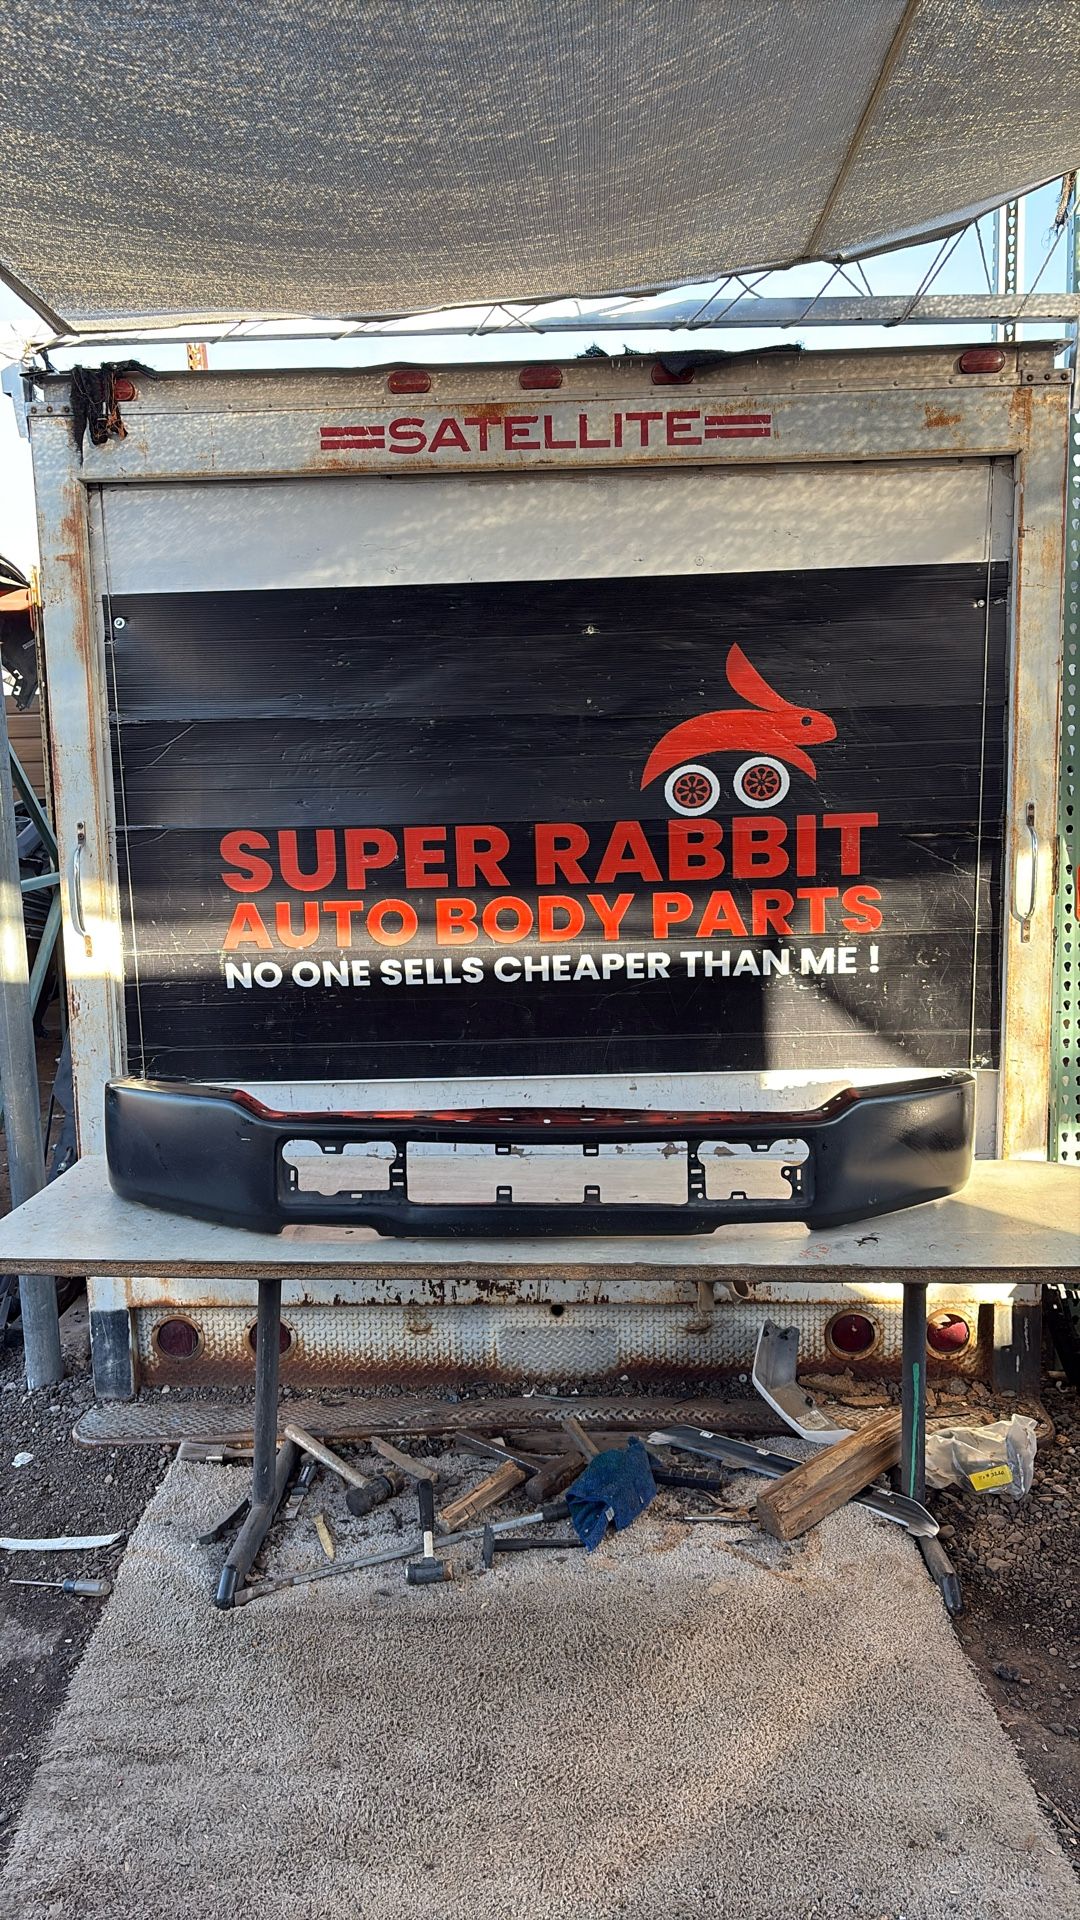 SATELLITE
SUPER RABBIT
AUTO BODY PARTS
NO ONE SELLS CHEAPER THAN ME !